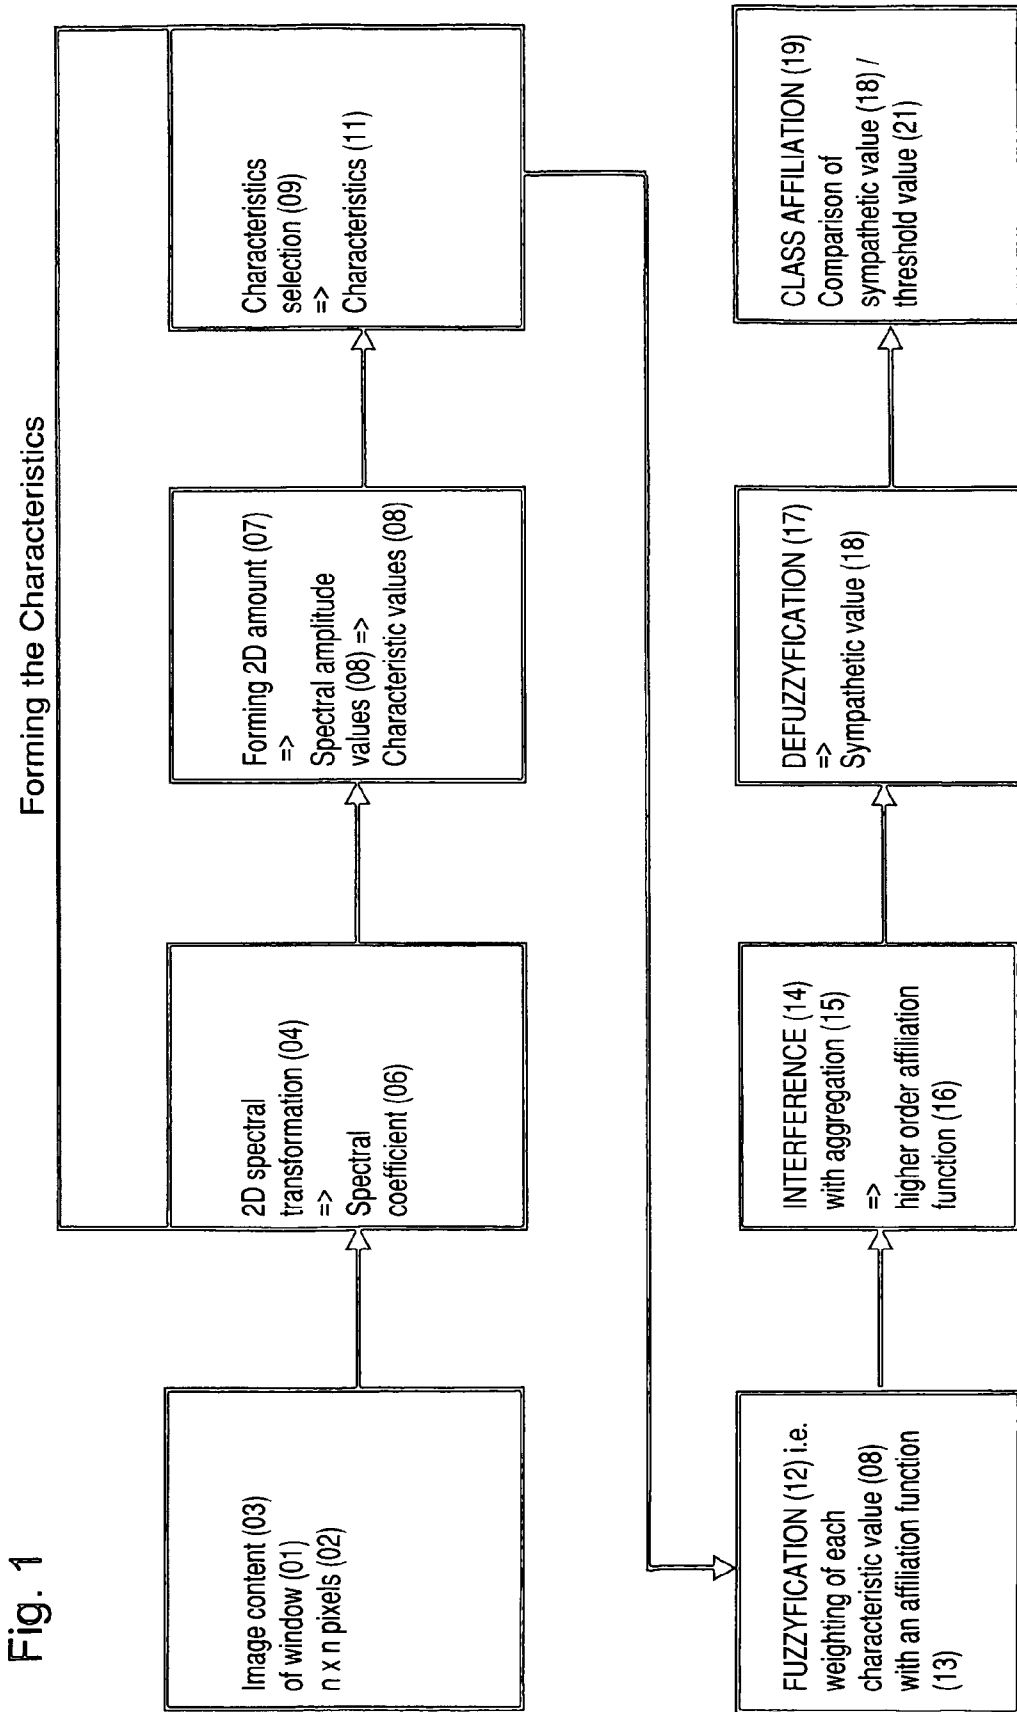 Fig. 1
Forming the Characteristics
Image content (03)
of window (01)
n x n pixels (02)
2D spectral
transformation (04)
=>
Spectral
coefficient (06)
Forming 2D amount (07)
=>
Spectral amplitude
values (08) =>
Characteristic values (08)
Characteristics
selection (09)
=>
Characteristics (11)
FUZZYFICATION (12) i.e.
weighting of each
characteristic value (08)
with an affiliation function
(13)
INTERFERENCE (14)
with aggregation (15)
=>
higher order affiliation
function (16)
DEFUZZYFICATION (17)
=>
Sympathetic value (18)
CLASS AFFILIATION (19)
Comparison of
sympathetic value (18) /
threshold value (21)